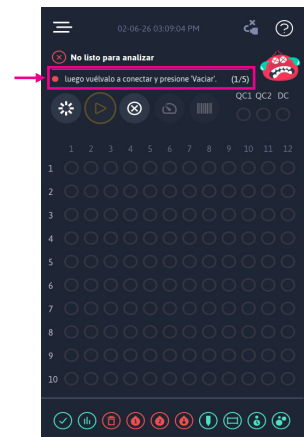 02-06-26 03:09:04 PM
No listo para analizar
luego vuélvalo a conectar y presione 'Vaciar'. (1/5)
QC1 QC2 DC
1 2 3 4 5 6 7 8 9 10 11 12
1
2
3
4
5
6
7
8
9
10